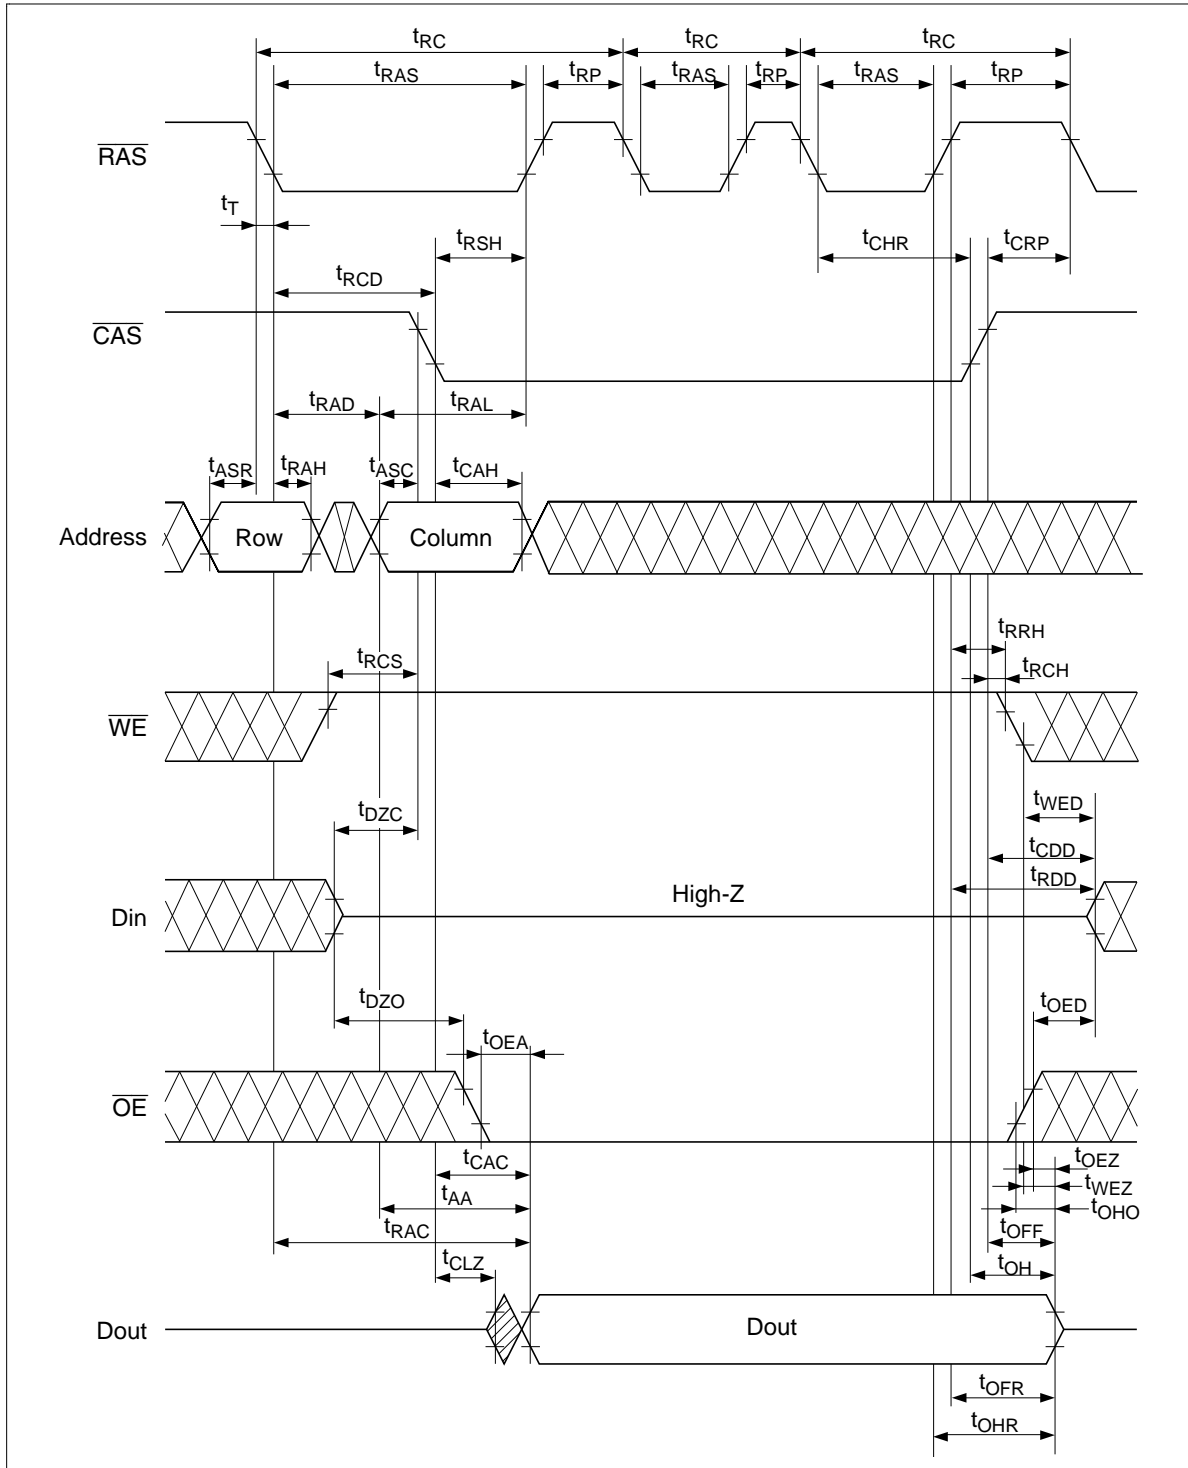 tRC tRC tRC
tRAS tRP tRAS tRP tRAS tRP
RAS
tT
tRSH tCHR tCRP
tRCD
CAS
tRAD tRAL
tASR tRAH tASC tCAH
Address Row Column
tRRH
tRCS tRCH
WE
tWED
tDZC tCDD
tRDD
Din High-Z
tDZO tOED
tOEA
OE
tCAC tOEZ
tAA tWEZ
tOHO
tRAC tOFF
tCLZ tOH
Dout Dout
tOFR
tOHR